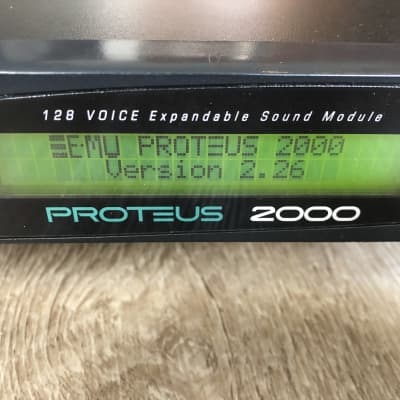 128 VOICE Expandable Sound Module
E-MU PROTEUS 2000
Version 2.26
PROTEUS 2000